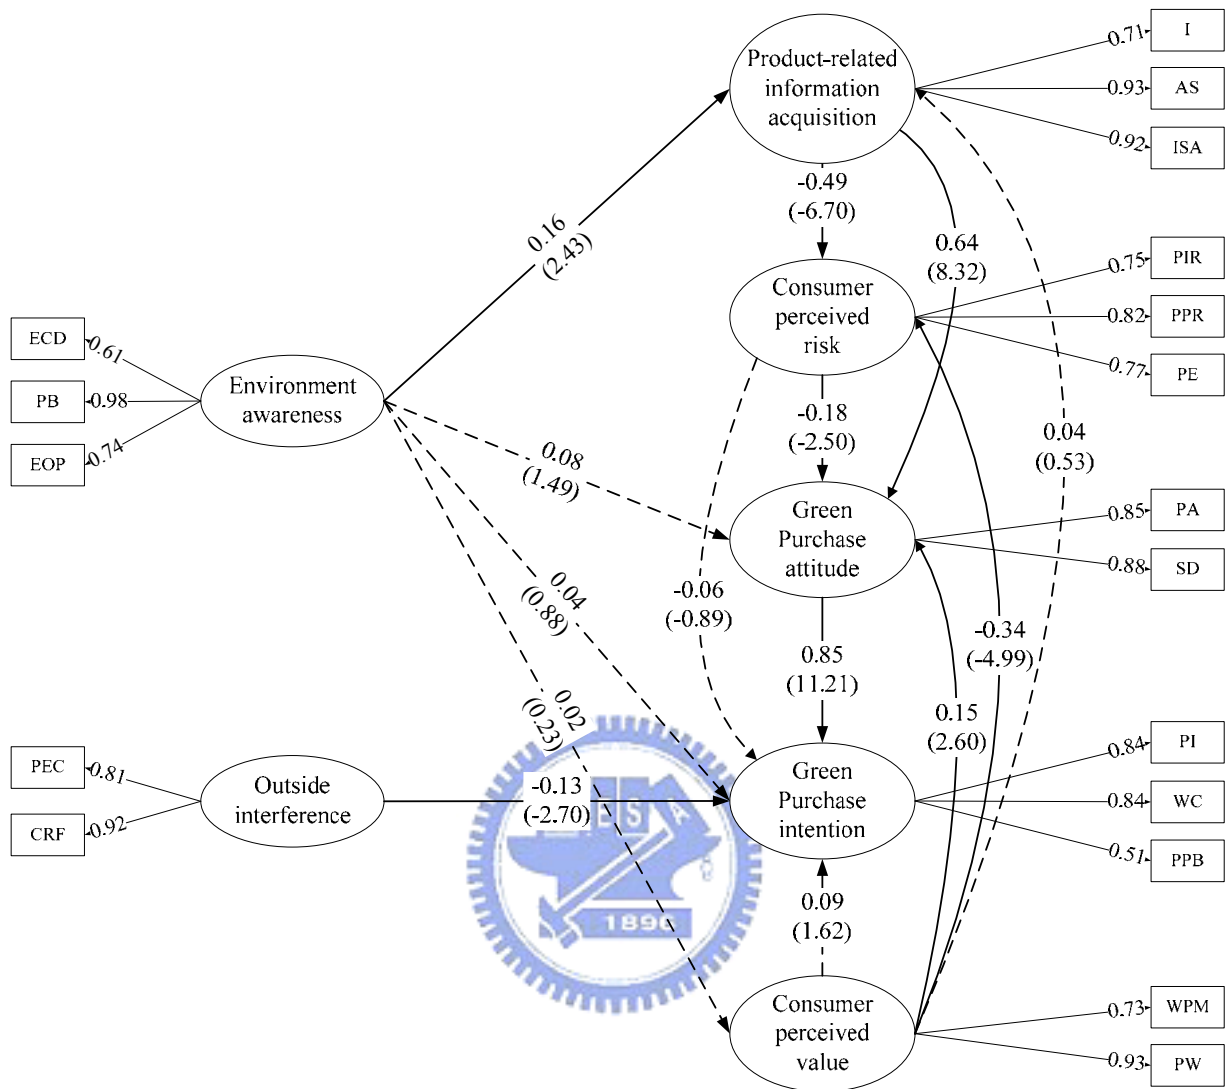 Product-related
information
acquisition
0.71
I
0.93
AS
0.92
ISA
-0.49
(-6.70)
0.16
(2.43)
0.64
(8.32)
Consumer
perceived
risk
0.75
PIR
0.82
PPR
0.77
PE
ECD
0.61
PB
0.98
EOP
0.74
Environment
awareness
-0.18
(-2.50)
0.04
(0.53)
0.08
(1.49)
Green
Purchase
attitude
0.85
PA
0.88
SD
0.04
(0.88)
-0.06
(-0.89)
-0.34
(-4.99)
0.85
(11.21)
0.02
(0.23)
0.15
(2.60)
PEC
0.81
CRF
0.92
Outside
interference
-0.13
(-2.70)
Green
Purchase
intention
0.84
PI
0.84
WC
0.51
PPB
ES
1896
0.09
(1.62)
Consumer
perceived
value
0.73
WPM
0.93
PW